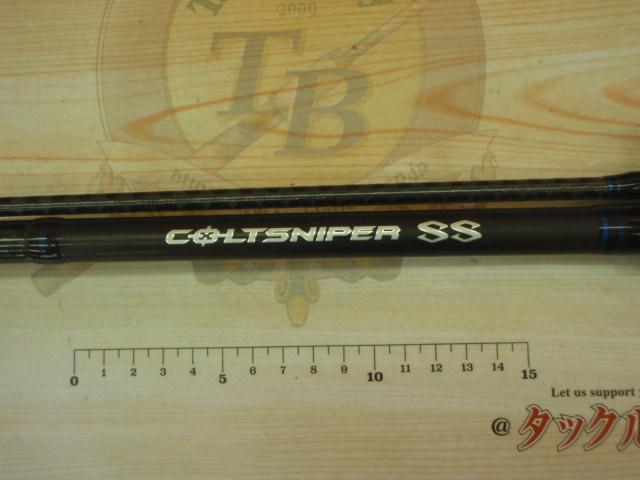 2000
TB
COLTSNIPER SS
0 1 2 3 4 5 6 7 8 9 10 11 12 13 14 15
Let us support
@ タックル